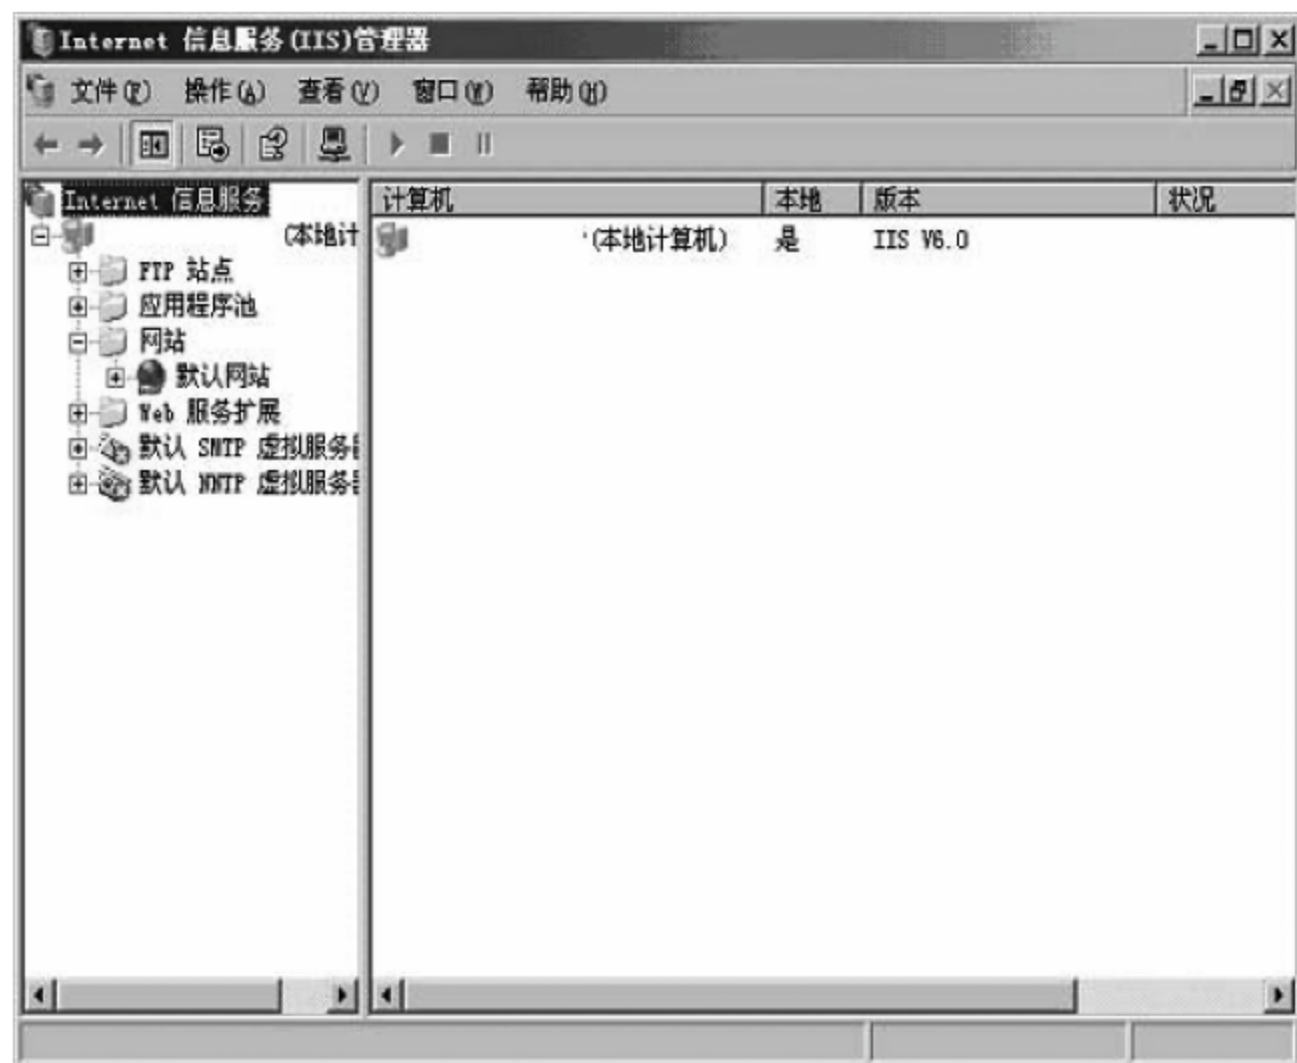 Internet 信息服务(IIS)管理器
文件(F) 操作(A) 查看(V) 窗口(W) 帮助(H)
Internet 信息服务
计算机 本地 版本 状况
(本地计
(本地计算机) 是 IIS V6.0
FTP 站点
应用程序池
网站
默认网站
Web 服务扩展
默认 SMTP 虚拟服务器
默认 NNTP 虚拟服务器